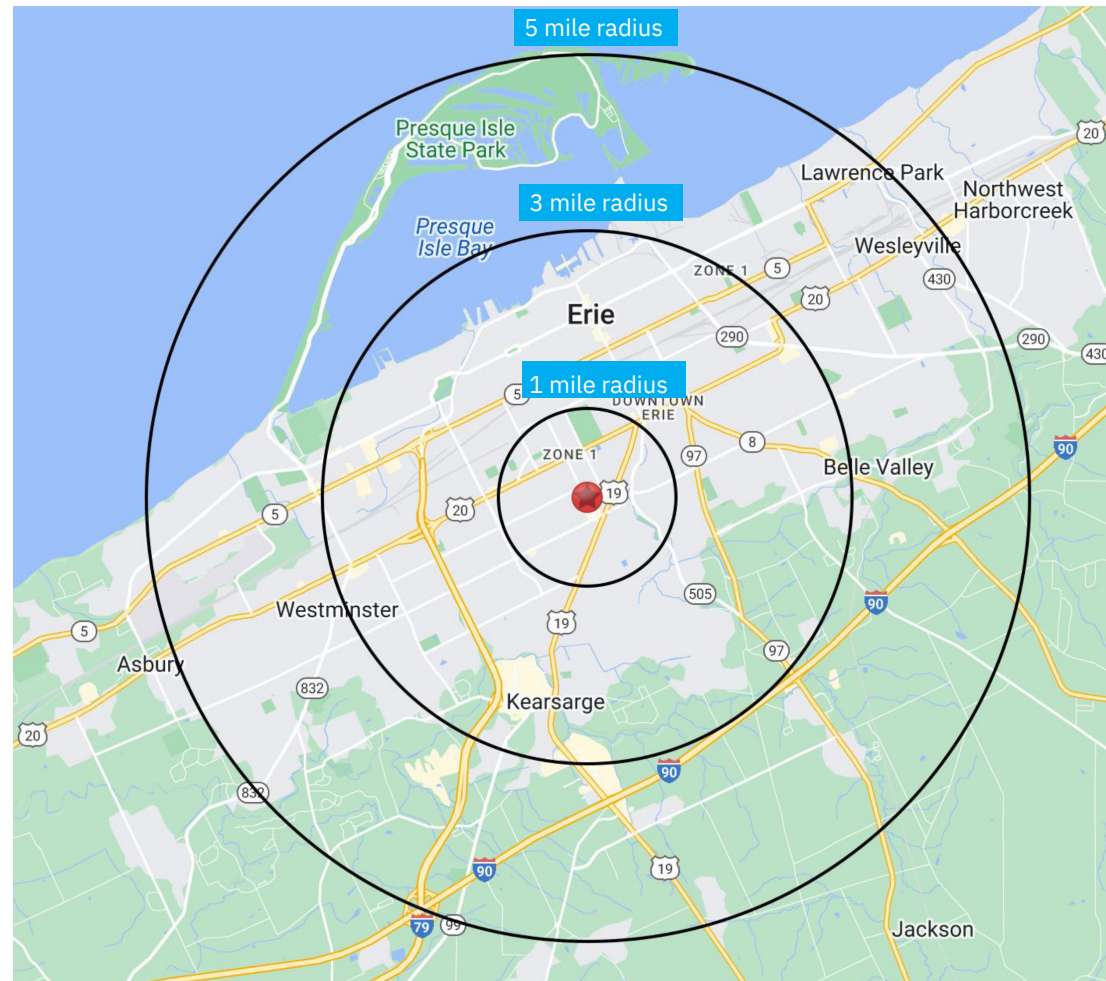 5 mile radius
Presque Isle
State Park
20
Lawrence Park
Northwest
Harborcreek
3 mile radius
Presque
Isle Bay
Wesleyville
ZONE 1
5
430
20
Erie
290
290
430
1 mile radius
5
DOWNTOWN
ERIE
8
90
ZONE 1
97
Belle Valley
19
20
5
505
90
Westminster
19
5
97
Asbury
832
Kearsarge
20
90
832
19
90
79
99
Jackson